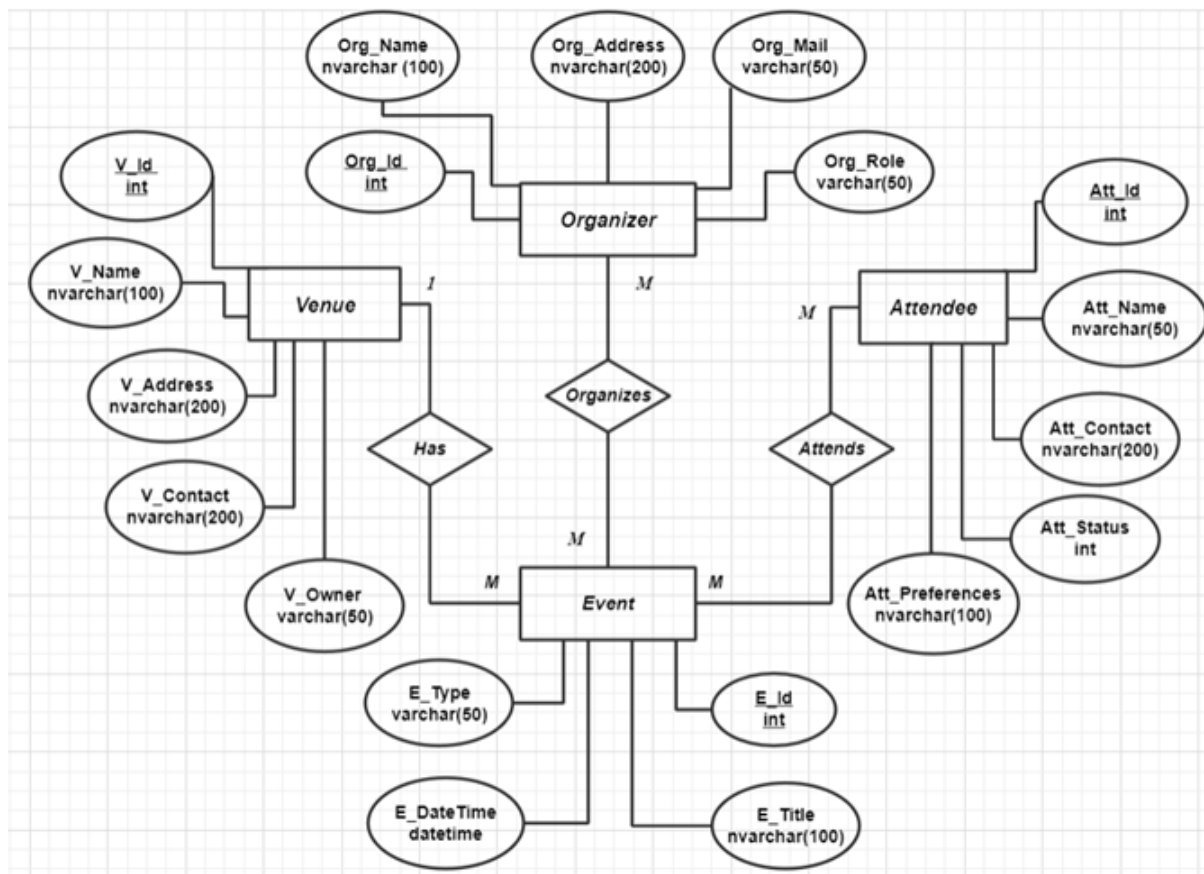 Org_Name
nvarchar (100)
Org_Address
nvarchar(200)
Org_Mail
varchar(50)
V_Id
int
Org_Id
int
Org_Role
varchar(50)
Organizer
Att_Id
int
V_Name
nvarchar(100)
Venue
1
M
M
Attendee
Att_Name
nvarchar(50)
V_Address
nvarchar(200)
Organizes
Has
Attends
Att_Contact
nvarchar(200)
V_Contact
nvarchar(200)
Att_Status
int
M
V_Owner
varchar(50)
M
Event
M
Att_Preferences
nvarchar(100)
E_Type
varchar(50)
E_Id
int
E_DateTime
datetime
E_Title
nvarchar(100)